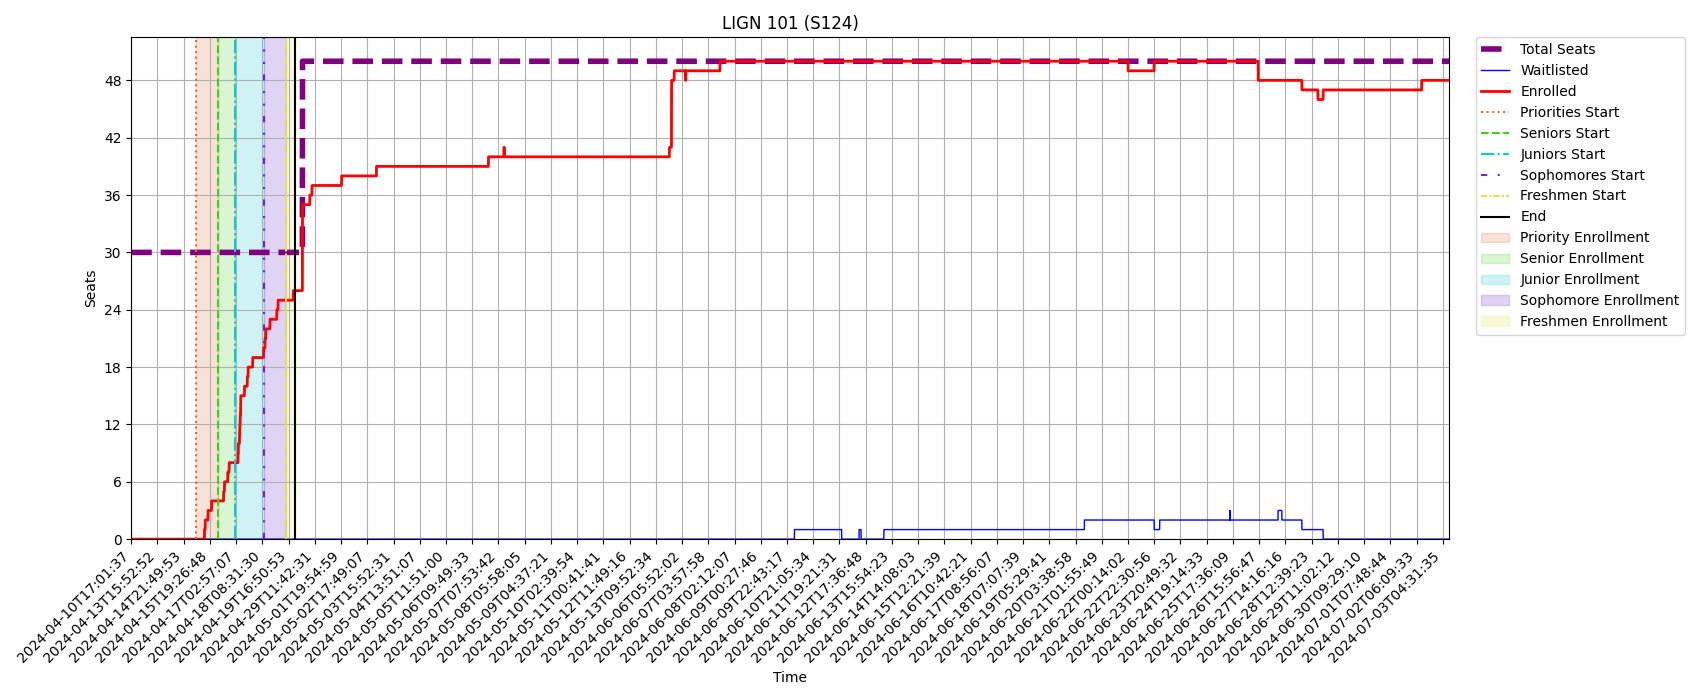 LIGN 101 (S124)
Total Seats
Waitlisted
Enrolled
Priorities Start
Seniors Start
Juniors Start
Sophomores Start
Freshmen Start
End
Priority Enrollment
Senior Enrollment
Junior Enrollment
Sophomore Enrollment
Freshmen Enrollment
Seats
48
42
36
30
24
18
12
6
0
2024-04-10T17:01:37
2024-04-13T15:52:52
2024-04-14T21:49:53
2024-04-15T19:26:48
2024-04-17T02:57:07
2024-04-18T08:31:30
2024-04-19T16:50:53
2024-04-29T11:42:31
2024-05-01T19:54:59
2024-05-02T17:49:07
2024-05-03T15:52:31
2024-05-04T13:51:07
2024-05-05T11:51:00
2024-05-06T09:49:33
2024-05-07T07:53:42
2024-05-08T05:58:05
2024-05-09T04:37:21
2024-05-10T02:39:54
2024-05-11T00:41:41
2024-05-12T11:49:16
2024-05-13T09:52:34
2024-06-06T05:52:02
2024-06-07T03:57:58
2024-06-08T02:12:07
2024-06-09T00:27:46
2024-06-09T22:43:17
2024-06-10T21:05:34
2024-06-11T19:21:31
2024-06-12T17:36:48
2024-06-13T15:54:23
2024-06-14T14:08:03
2024-06-15T12:21:39
2024-06-16T10:42:21
2024-06-17T08:56:07
2024-06-18T07:07:39
2024-06-19T05:29:41
2024-06-20T03:38:58
2024-06-21T01:55:49
2024-06-22T00:14:02
2024-06-22T22:30:56
2024-06-23T20:49:32
2024-06-24T19:14:33
2024-06-25T17:36:09
2024-06-26T15:56:47
2024-06-27T14:16:16
2024-06-28T12:39:23
2024-06-29T11:02:12
2024-06-30T09:29:10
2024-07-01T07:48:44
2024-07-02T06:09:33
2024-07-03T04:31:35
Time